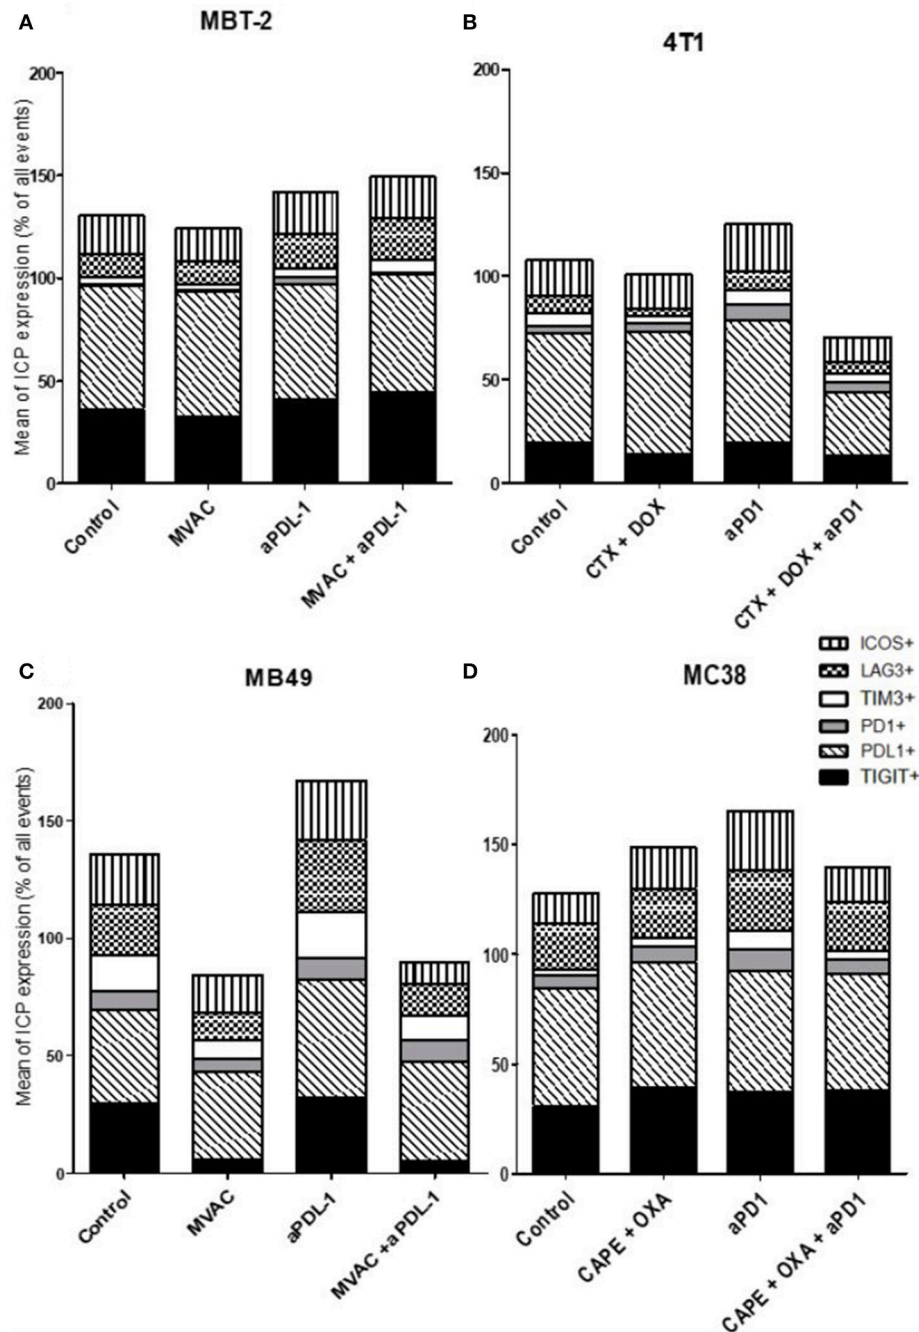 A
MBT-2
Mean of ICP expression (% of all events)
200
150
100
50
0
Control
MVAC
aPDL-1
MVAC + aPDL-1
B
4T1
200
150
100
50
0
Control
CTX + DOX
aPD1
CTX + DOX + aPD1
ICOS+
LAG3+
TIM3+
PD1+
PDL1+
TIGIT+
C
MB49
Mean of ICP expression (% of all events)
200
150
100
50
0
Control
MVAC
aPDL-1
MVAC +aPDL-1
D
MC38
200
150
100
50
0
Control
CAPE + OXA
aPD1
CAPE + OXA + aPD1